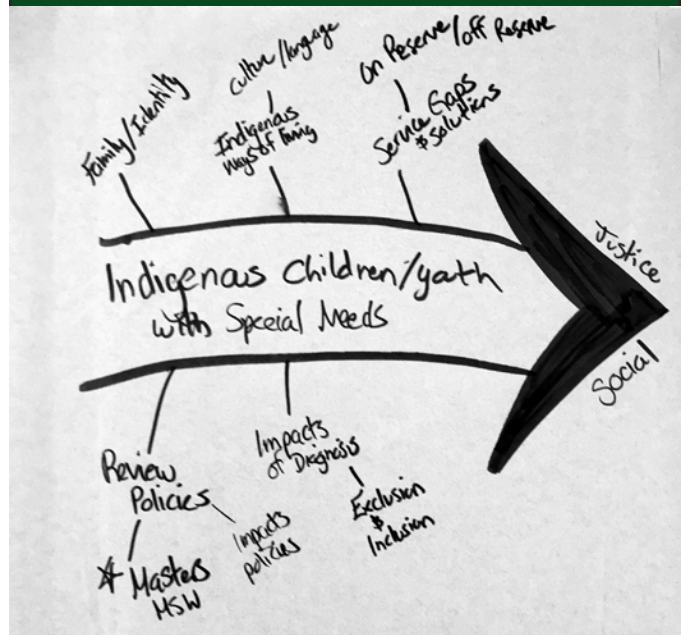 Family/Identity
Culture/language
Indigenous
Ways of Living
On Reserve/off Reserve
Service Gaps
& Solutions
Indigenous Children/youth
with Special Needs
Justice
Social
Review
Policies
Masters
MSW
Impacts
policies
Impacts
of Diagnosis
Exclusion
&
Inclusion